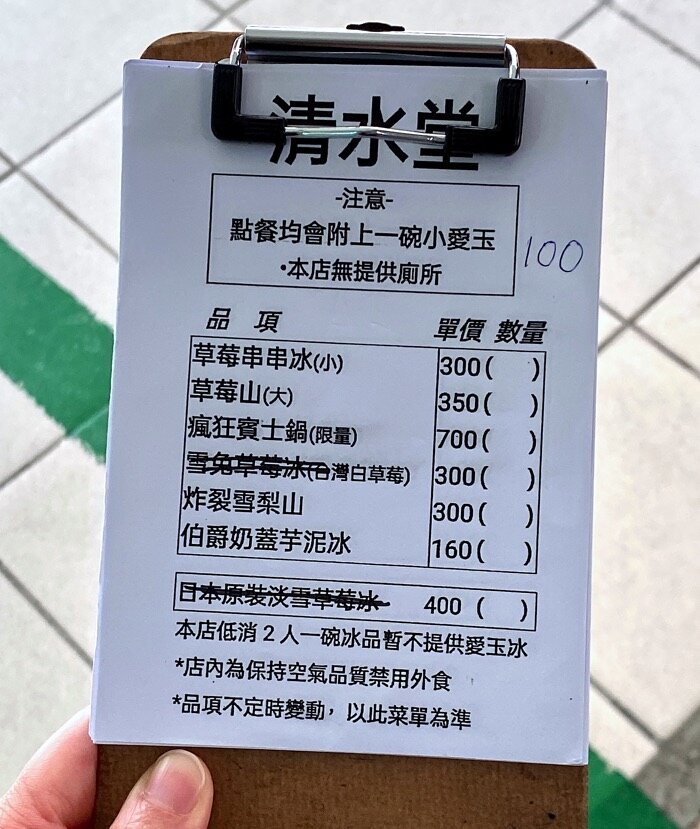 清水堂
-注意-
點餐均會附上一碗小愛玉
•本店無提供廁所
100
品 項 單價 數量
草莓串串冰(小) 300( )
草莓山(大) 350( )
瘋狂賓士鍋(限量) 700( )
雪兔草莓冰(台灣白草莓) 300( )
炸裂雪梨山 300( )
伯爵奶蓋芋泥冰 160( )
日本原裝淡雪草莓冰 400 ( )
本店低消 2 人一碗冰品暫不提供愛玉冰
*店內為保持空氣品質禁用外食
*品項不定時變動，以此菜單為準